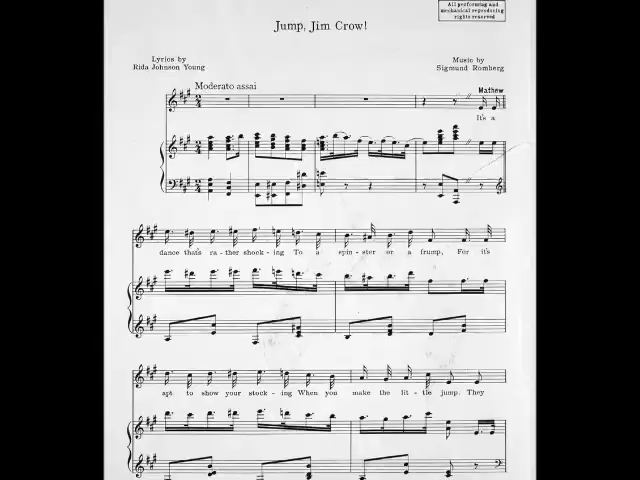 All performing and
mechanical reproducing
rights reserved
Jump, Jim Crow!
Lyrics by
Rida Johnson Young
Music by
Sigmund Romberg
Moderato assai
Mathew
It's a
dance that's ra - ther shock - ing To a spin - ster or a frump, For it's
apt to show your stock - ing When you make the lit - tle jump. They